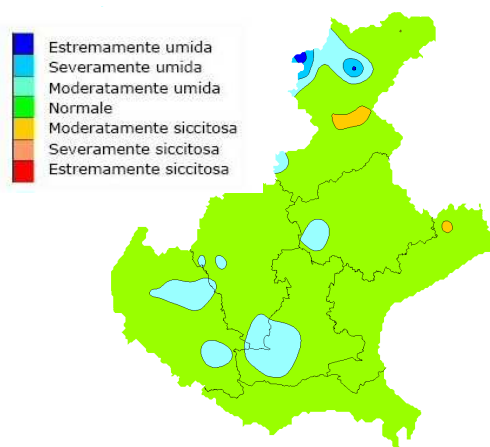 Estremamente umida
Severamente umida
Moderatamente umida
Normale
Moderatamente siccitosa
Severamente siccitosa
Estremamente siccitosa